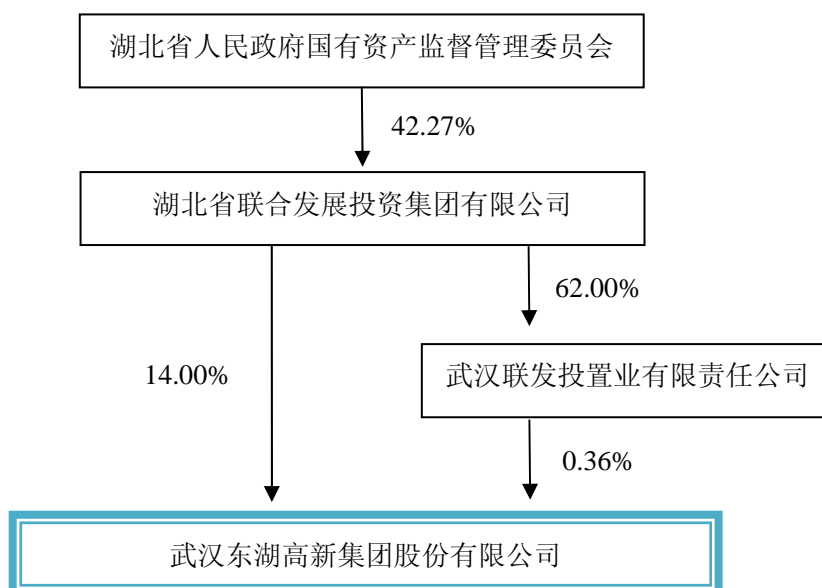 湖北省人民政府国有资产监督管理委员会
42.27%
湖北省联合发展投资集团有限公司
62.00%
14.00%
武汉联发投置业有限责任公司
0.36%
武汉东湖高新集团股份有限公司